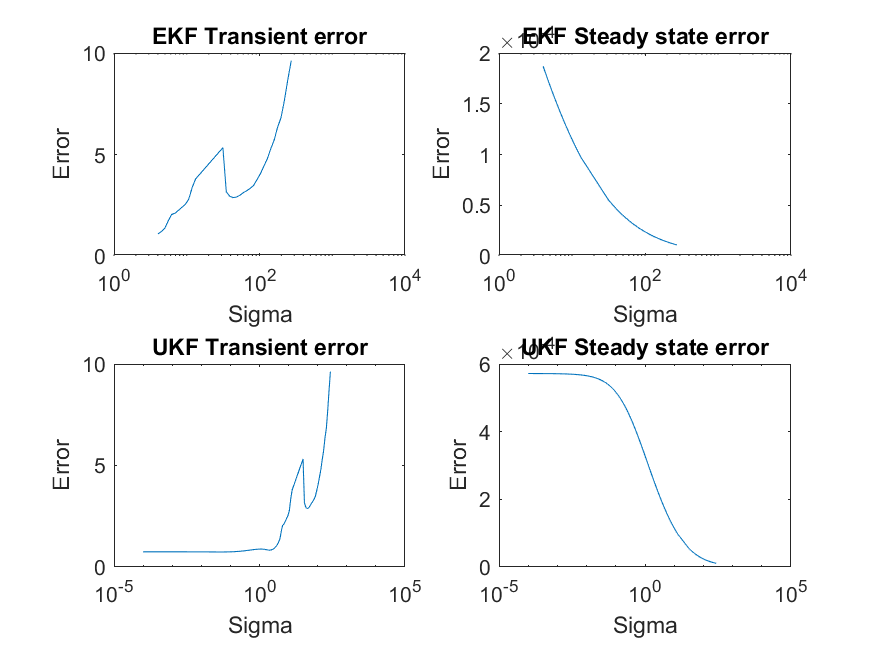 EKF Transient error
10
5
0
Error
10^0
10^2
10^4
Sigma
EKF Steady state error
2
1.5
1
0.5
0
Error
10^0
10^2
10^4
Sigma
UKF Transient error
10
5
0
Error
10^-5
10^0
10^5
Sigma
UKF Steady state error
6
4
2
0
Error
10^-5
10^0
10^5
Sigma